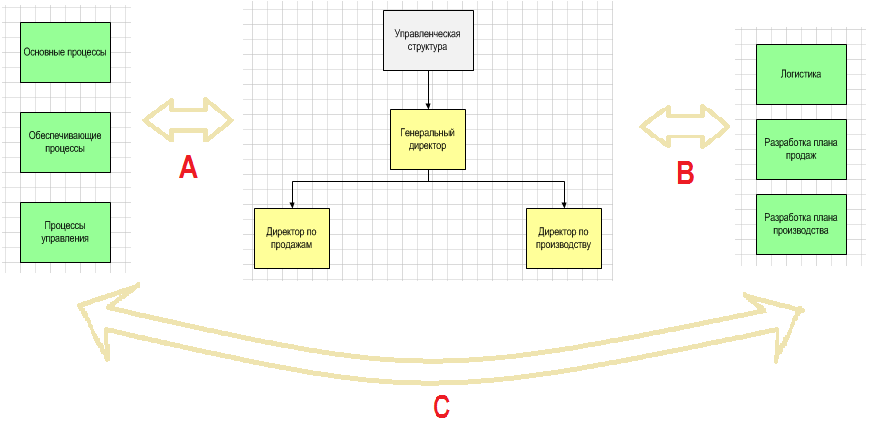 Основные процессы
Обеспечивающие
процессы
Процессы
управления
A
Управленческая
структура
Генеральный
директор
Директор по
продажам
Директор по
производству
B
Логистика
Разработка плана
продаж
Разработка плана
производства
C